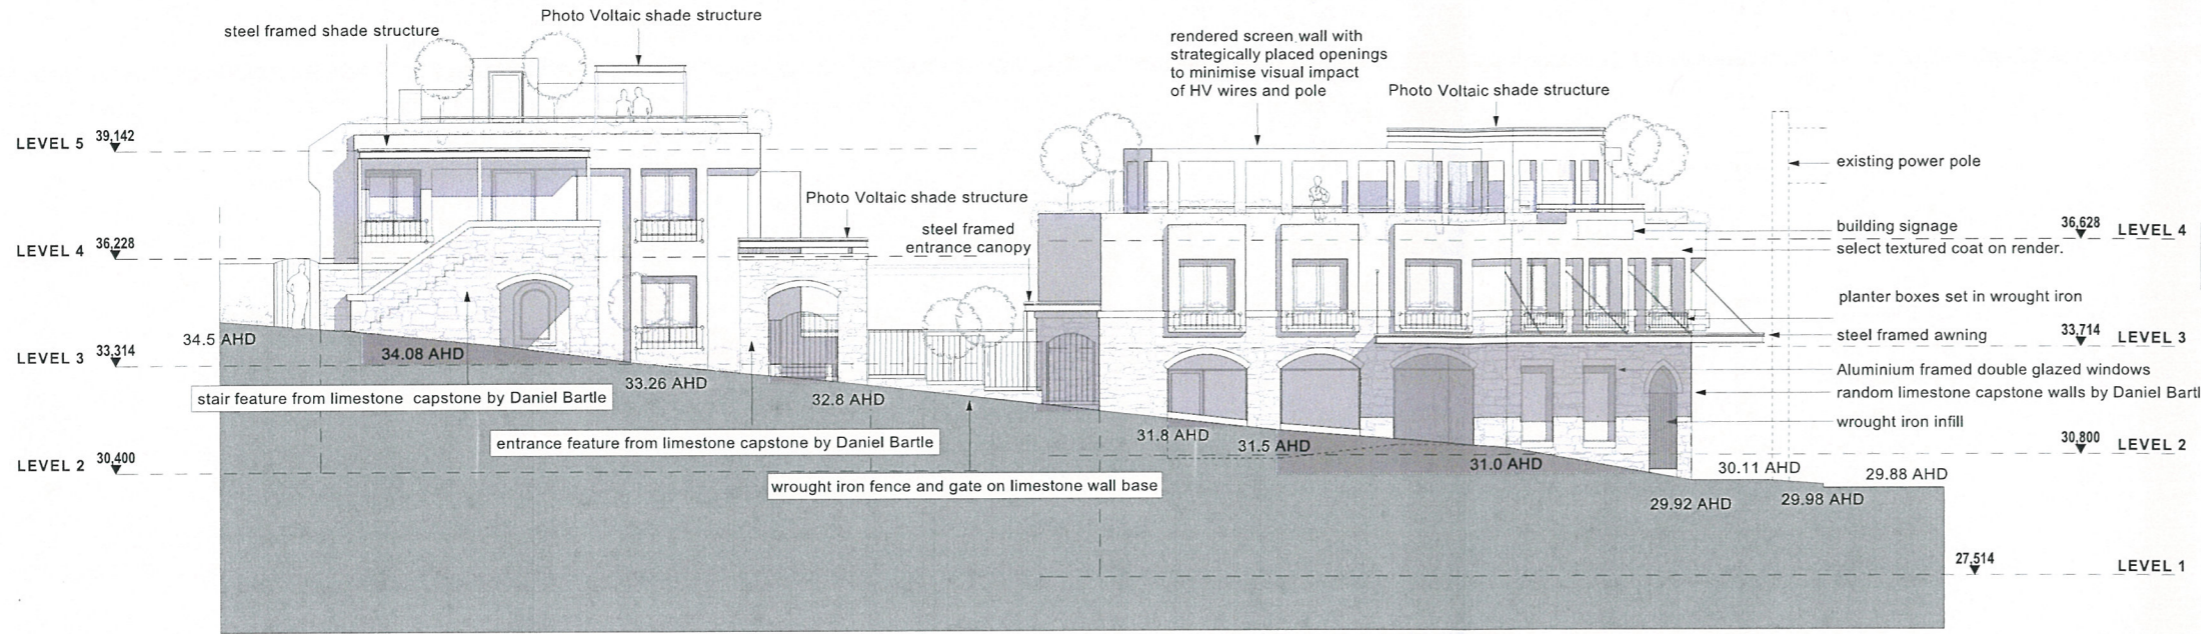 Photo Voltaic shade structure
steel framed shade structure
rendered screen wall with
strategically placed openings
to minimise visual impact
of HV wires and pole
Photo Voltaic shade structure
LEVEL 5 39,142
existing power pole
Photo Voltaic shade structure
steel framed
entrance canopy
building signage
36,628 LEVEL 4
select textured coat on render.
LEVEL 4 36,228
planter boxes set in wrought iron
steel framed awning
33,714 LEVEL 3
34.5 AHD
LEVEL 3 33,314
34.08 AHD
Aluminium framed double glazed windows
33.26 AHD
random limestone capstone walls by Daniel Bartl
stair feature from limestone capstone by Daniel Bartle
32.8 AHD
wrought iron infill
entrance feature from limestone capstone by Daniel Bartle
31.8 AHD
31.5 AHD
30,800 LEVEL 2
LEVEL 2 30,400
31.0 AHD
30.11 AHD
29.88 AHD
wrought iron fence and gate on limestone wall base
29.92 AHD
29.98 AHD
27,514 LEVEL 1